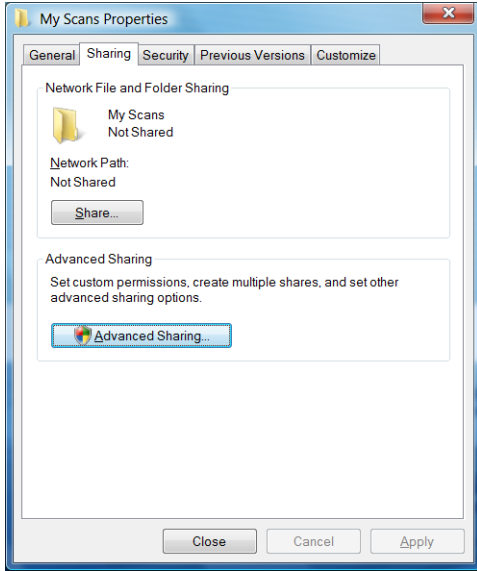 My Scans Properties
General Sharing Security Previous Versions Customize
Network File and Folder Sharing
My Scans
Not Shared
Network Path:
Not Shared
Share...
Advanced Sharing
Set custom permissions, create multiple shares, and set other
advanced sharing options.
Advanced Sharing...
Close Cancel Apply